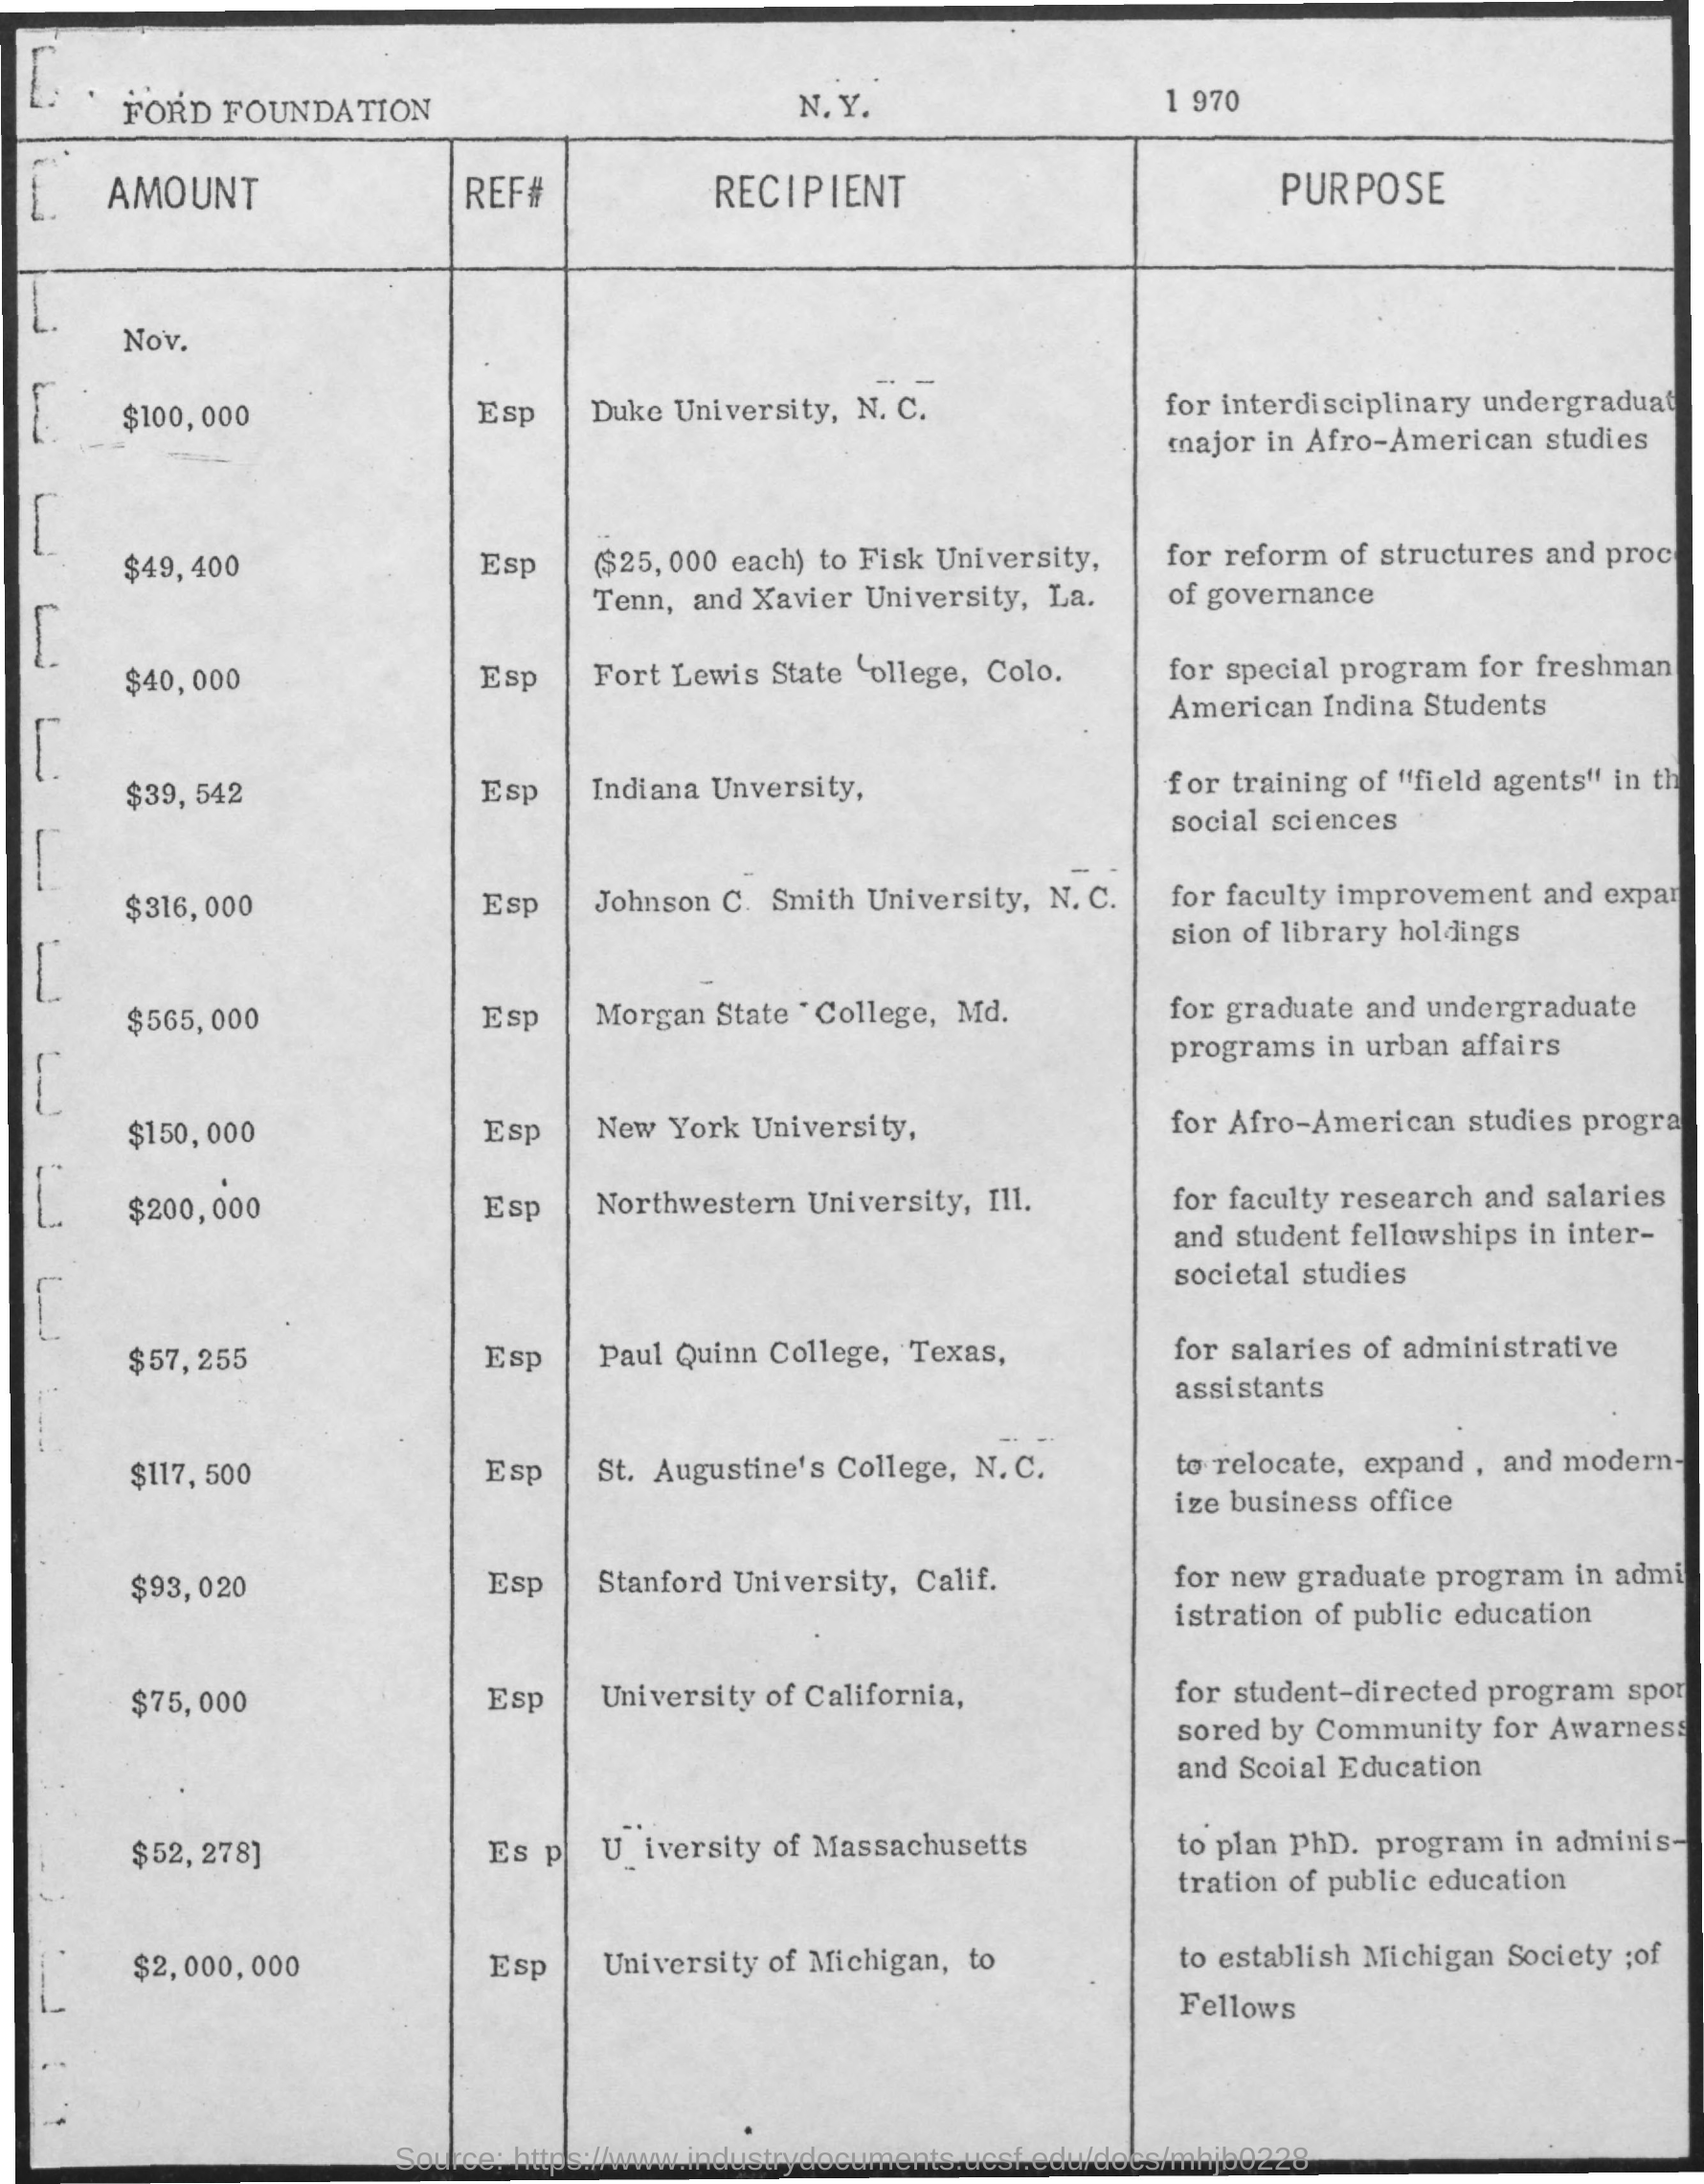 FORD FOUNDATION N.Y. 1 970
AMOUNT REF# RECIPIENT PURPOSE
Nov.
$100,000 Esp Duke University, N. C. for interdisciplinary undergraduat
major in Afro-American studies
$49,400 Esp ($25,000 each) to Fisk University, for reform of structures and proc
Tenn, and Xavier University, La. of governance
$40,000 Esp Fort Lewis State College, Colo. for special program for freshman
American Indina Students
$39,542 Esp Indiana Unversity, for training of "field agents" in th
social sciences
$316,000 Esp Johnson C. Smith University, N.C. for faculty improvement and expan
sion of library holdings
$565,000 Esp Morgan State College, Md. for graduate and undergraduate
programs in urban affairs
$150,000 Esp New York University, for Afro-American studies progra
$200,000 Esp Northwestern University, Ill. for faculty research and salaries
and student fellowships in inter-
societal studies
$57,255 Esp Paul Quinn College, Texas, for salaries of administrative
assistants
$117,500 Esp St. Augustine's College, N.C. to relocate, expand , and modern-
ize business office
$93,020 Esp Stanford University, Calif. for new graduate program in admi
istration of public education
$75,000 Esp University of California, for student-directed program spon
sored by Community for Awarness
and Scoial Education
$52,278] Es p U iversity of Massachusetts to plan PhD. program in adminis-
tration of public education
$2,000,000 Esp University of Michigan, to to establish Michigan Society ;of
Fellows
Source: https://www.industrydocuments.ucsf.edu/docs/mhjb0228